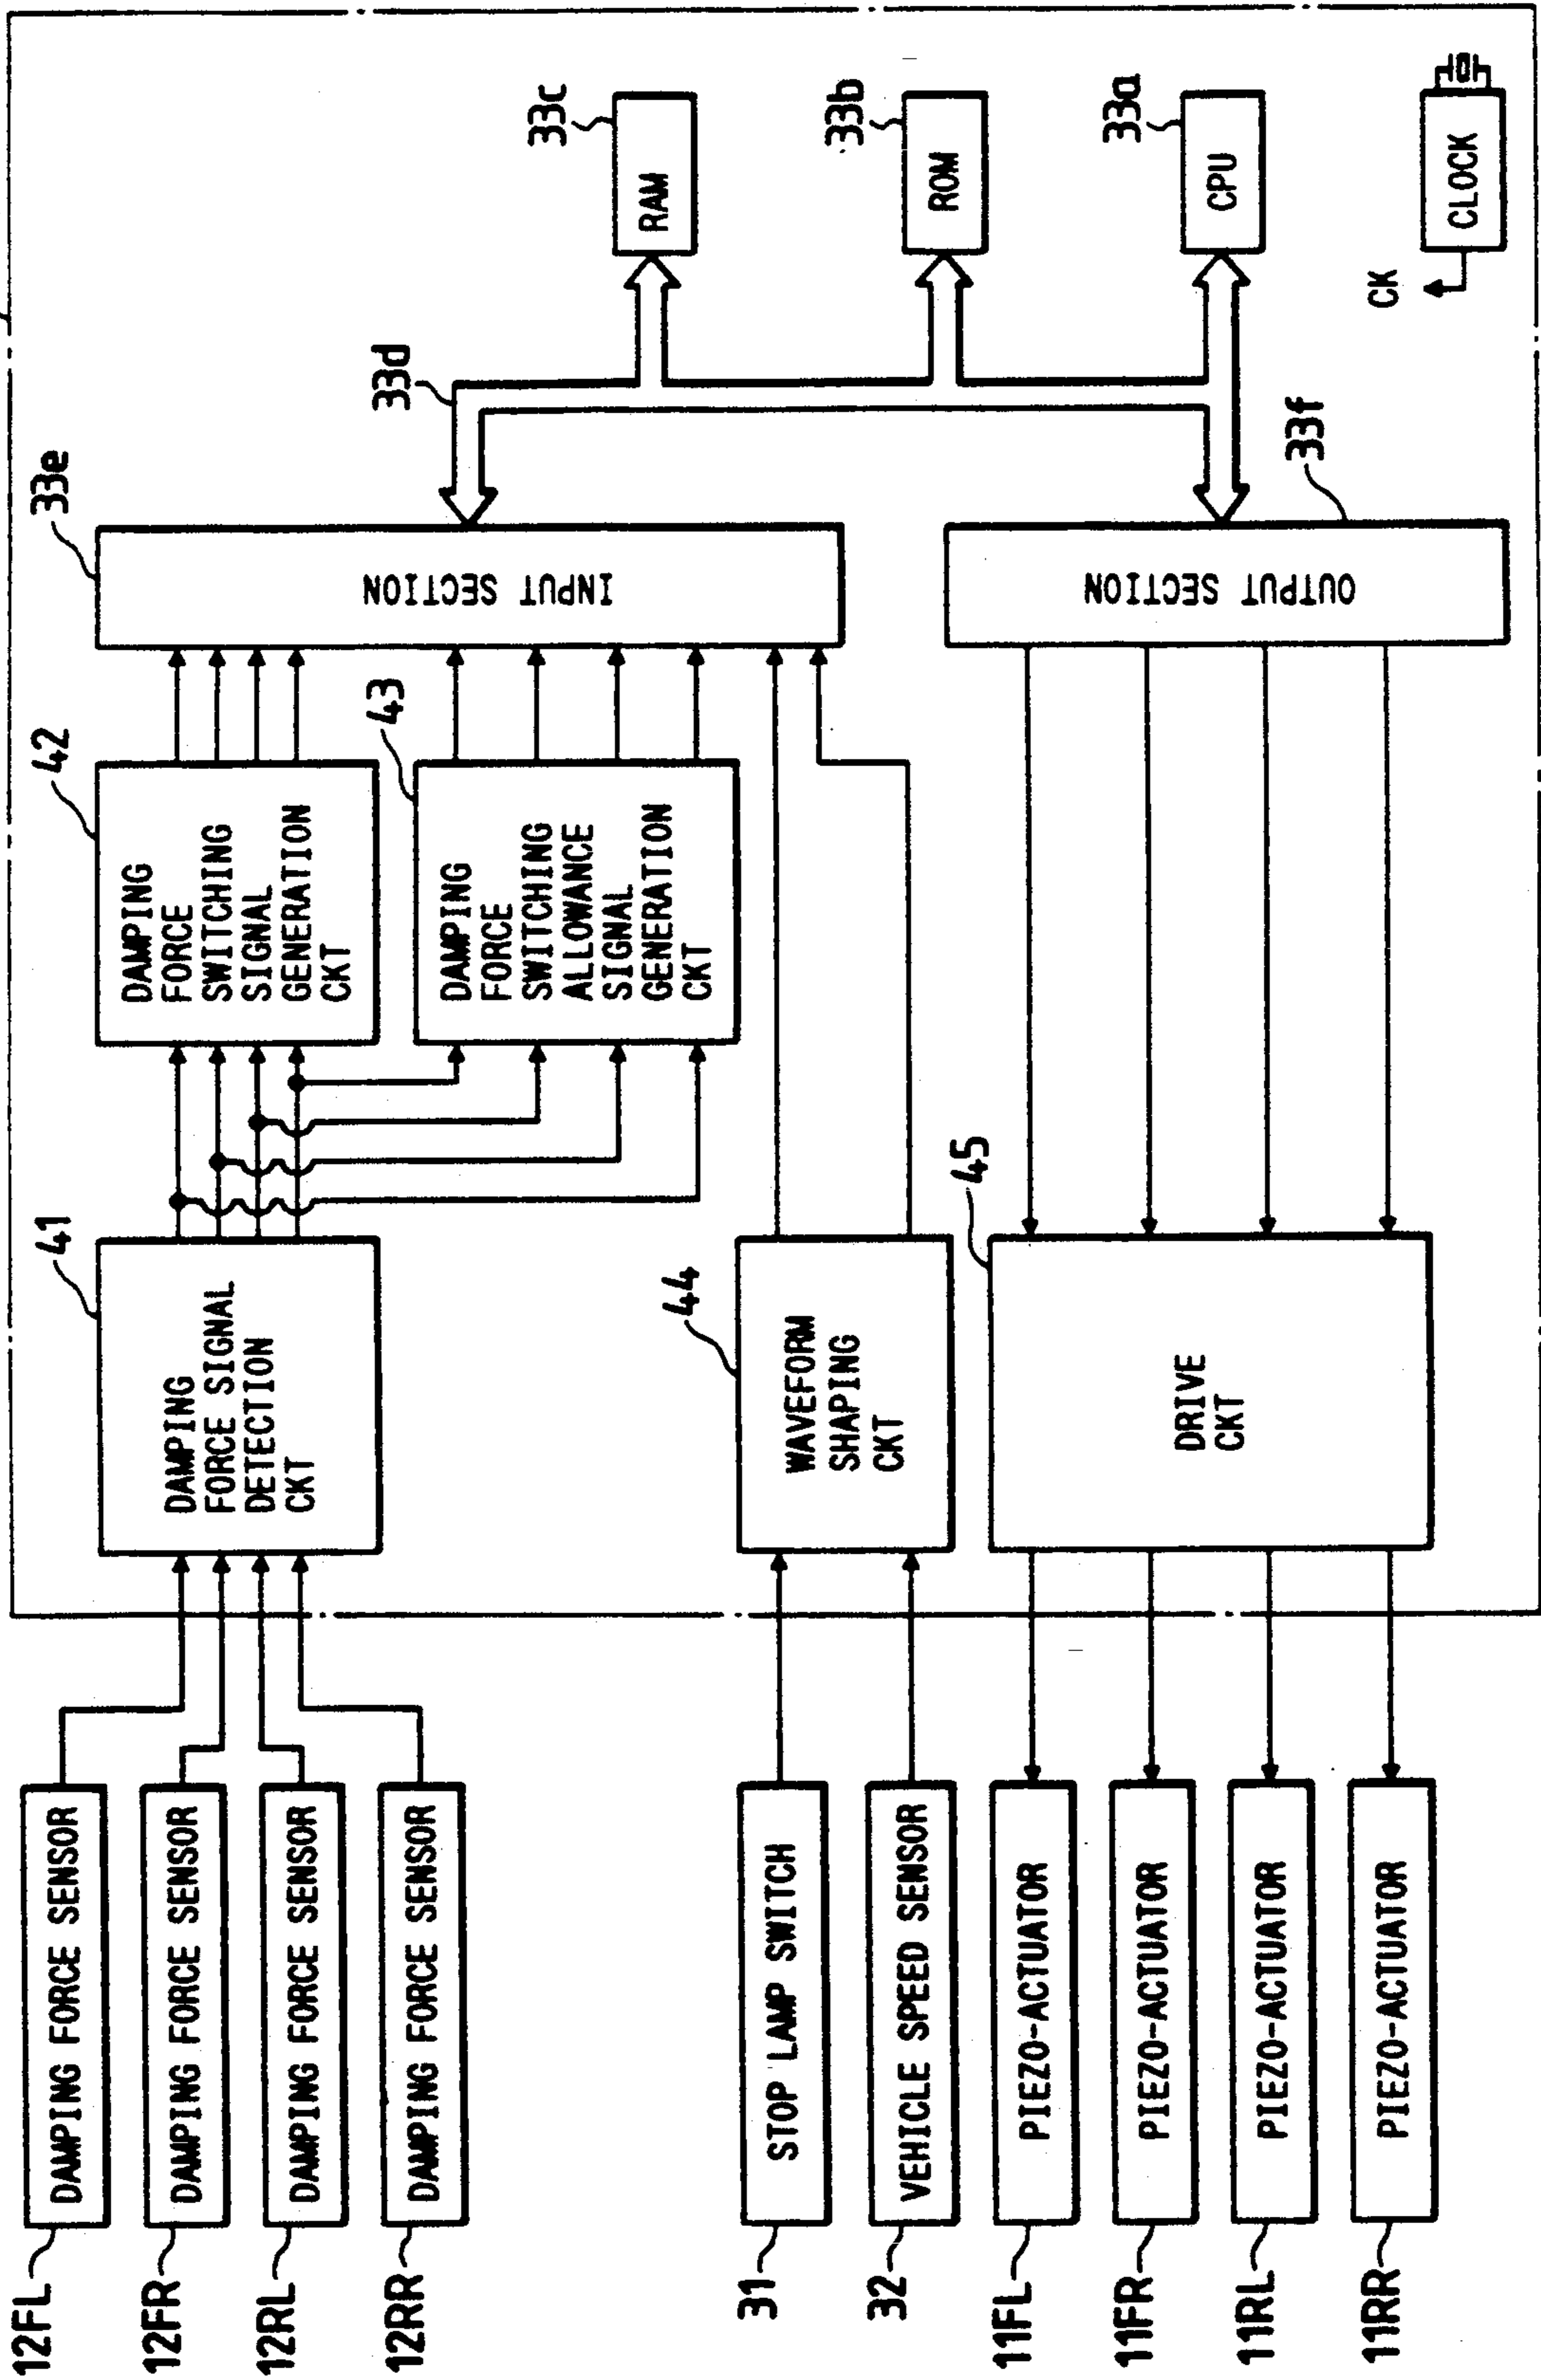 12FL
DAMPING FORCE SENSOR
12FR
DAMPING FORCE SENSOR
12RL
DAMPING FORCE SENSOR
12RR
DAMPING FORCE SENSOR
31
STOP LAMP SWITCH
32
VEHICLE SPEED SENSOR
11FL
PIEZO-ACTUATOR
11FR
PIEZO-ACTUATOR
11RL
PIEZO-ACTUATOR
11RR
PIEZO-ACTUATOR
41
DAMPING
FORCE SIGNAL
DETECTION
CKT
44
WAVEFORM
SHAPING
CKT
45
DRIVE
CKT
42
DAMPING
FORCE
SWITCHING
SIGNAL
GENERATION
CKT
43
DAMPING
FORCE
SWITCHING
ALLOWANCE
SIGNAL
GENERATION
CKT
33e
INPUT SECTION
33f
OUTPUT SECTION
33d
33c
RAM
33b
ROM
33a
CPU
CK
CLOCK